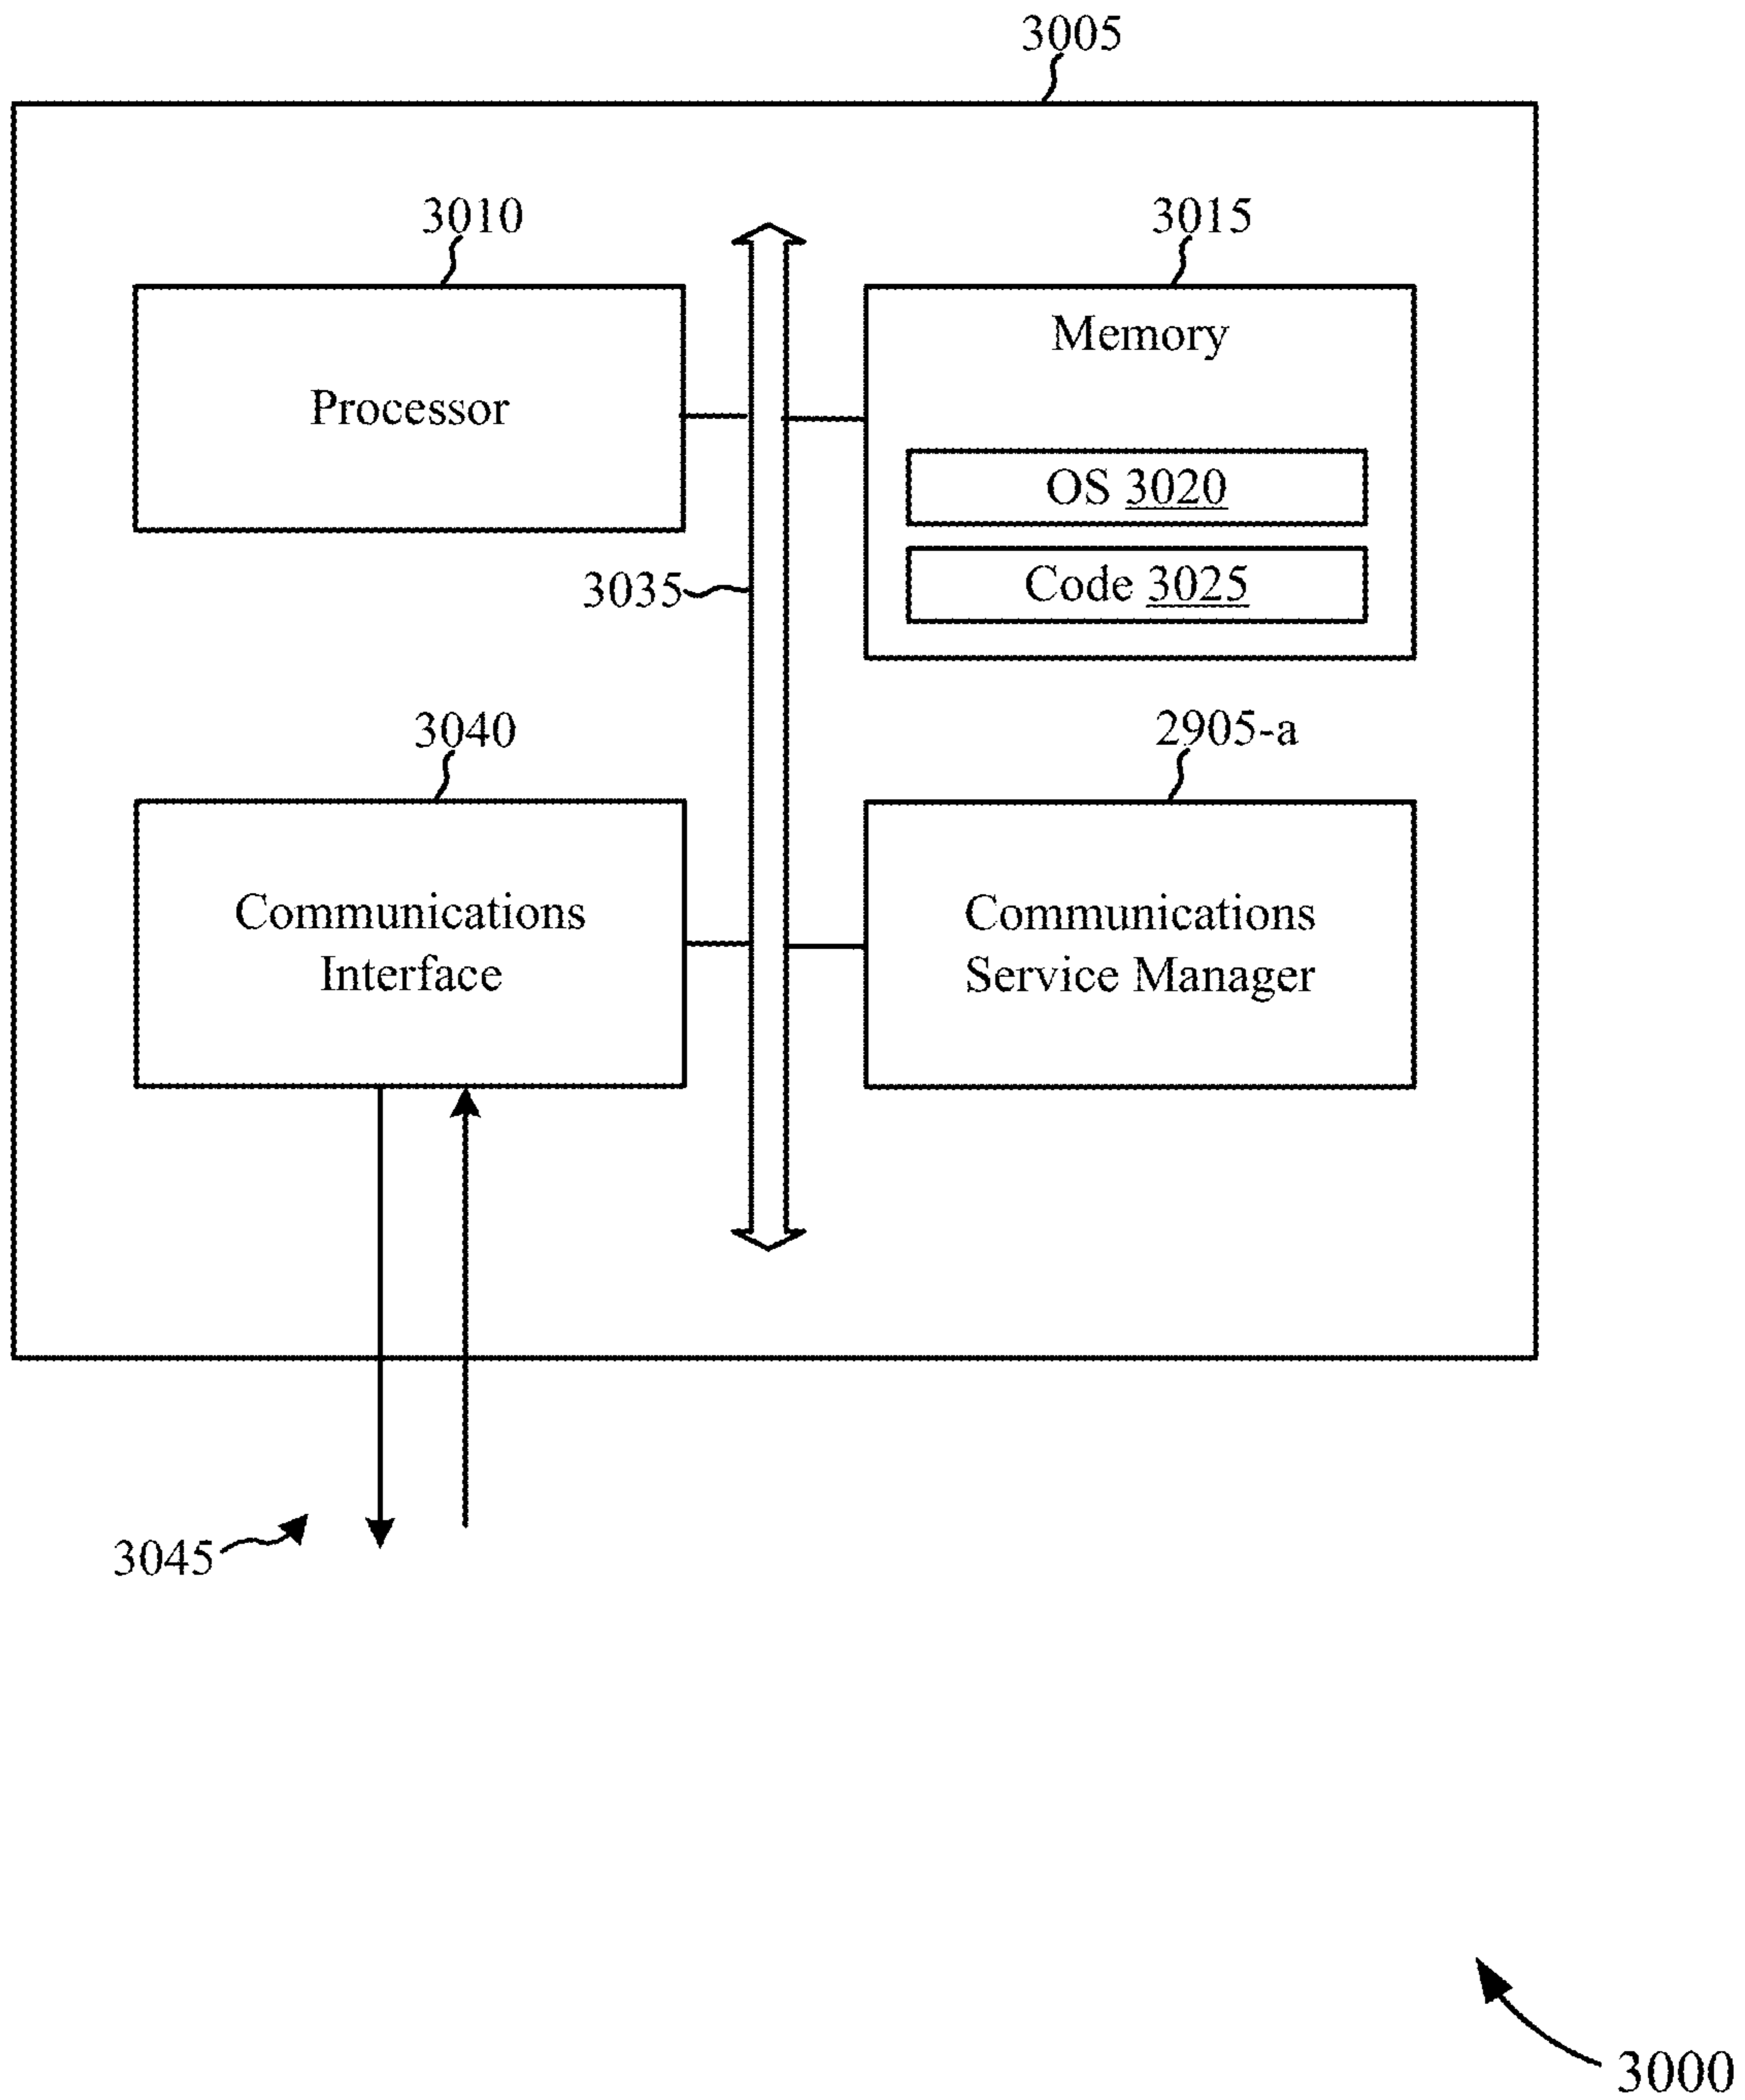 3005
3010
3015
Processor
Memory
OS 3020
Code 3025
3035
3040
2905-a
Communications
Interface
Communications
Service Manager
3045
3000